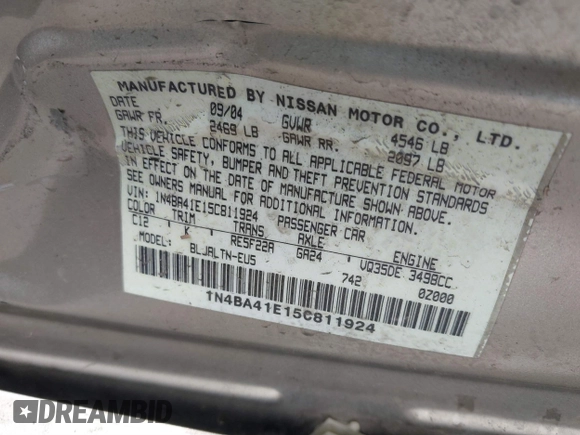 MANUFACTURED BY NISSAN MOTOR CO., LTD.
DATE 09/04 GVWR 4546 LB
GAWR FR. 2469 LB GAWR RR. 2097 LB
THIS VEHICLE CONFORMS TO ALL APPLICABLE FEDERAL MOTOR
VEHICLE SAFETY, BUMPER AND THEFT PREVENTION STANDARDS
IN EFFECT ON THE DATE OF MANUFACTURE SHOWN ABOVE.
SEE OWNERS MANUAL FOR ADDITIONAL INFORMATION.
VIN: 1N4BA41E15C811924 PASSENGER CAR
COLOR TRIM TRANS AXLE
C12 K RE5F22A GA24 VQ35DE 3498CC
MODEL: BLJALTN-EU5 742 0Z000
1N4BA41E15C811924
DREAMBID